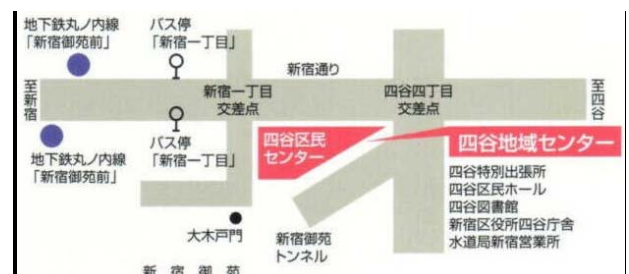 地下鉄丸ノ内線
「新宿御苑前」
バス停
「新宿一丁目」
新宿通り
至新宿
新宿一丁目
交差点
四谷四丁目
交差点
至四谷
地下鉄丸ノ内線
「新宿御苑前」
バス停
「新宿一丁目」
四谷区民
センター
四谷地域センター
四谷特別出張所
四谷区民ホール
四谷図書館
新宿区役所四谷庁舎
水道局新宿営業所
大木戸門
新宿御苑
トンネル
新宿御苑